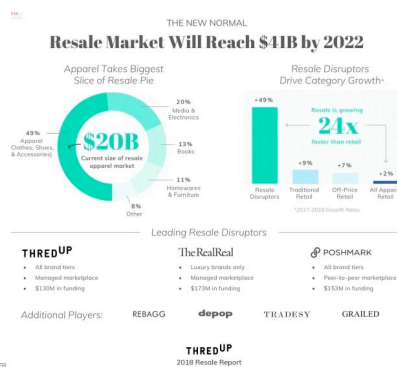 THE NEW NORMAL
Resale Market Will Reach $41B by 2022
Apparel Takes Biggest
Slice of Resale Pie
20%
Media &
Electronics
49%
Apparel
Clothes, Shoes,
& Accessories)
$20B
Current size of resale
apparel market
13%
Books
11%
Homewares
& Furniture
8%
Other
Resale Disruptors
Drive Category Growth*
+49%
Resale is growing
24x
faster than retail
+9%
+7%
+2%
Resale
Disruptors
Traditional
Retail
Off-Price
Retail
All Appare
Retail
*2017-2018 Growth Rates
Leading Resale Disruptors
THREDUP
• All brand tiers
• Managed marketplace
• $130M in funding
The RealReal
• Luxury brands only
• Managed marketplace
• $173M in funding
POSHMARK
• All brand tiers
• Peer-to-peer marketplace
• $153M in funding
Additional Players: REBAGG depop TRADESY GRAILED
THREDUP
2018 Resale Report